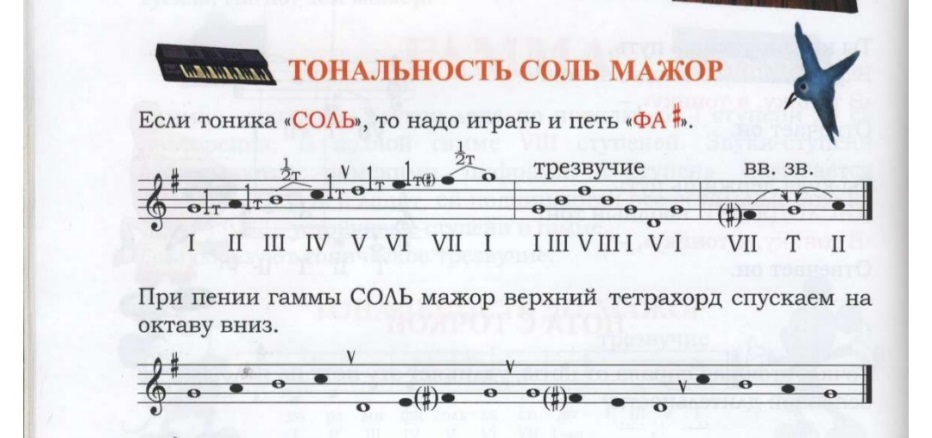 ТОНАЛЬНОСТЬ СОЛЬ МАЖОР
Если тоника «СОЛЬ», то надо играть и петь «ФА ♯».
½т ½т трезвучие вв. зв.
1т 1т 1т 1т (♯) (♯)
I II III IV V VI VII I I III V III I V I VII T II
При пении гаммы СОЛЬ мажор верхний тетрахорд спускаем на
октаву вниз.
(♯) (♯)